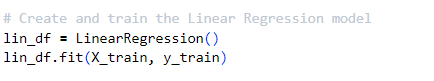 # Create and train the Linear Regression model
lin_df = LinearRegression()
lin_df.fit(X_train, y_train)